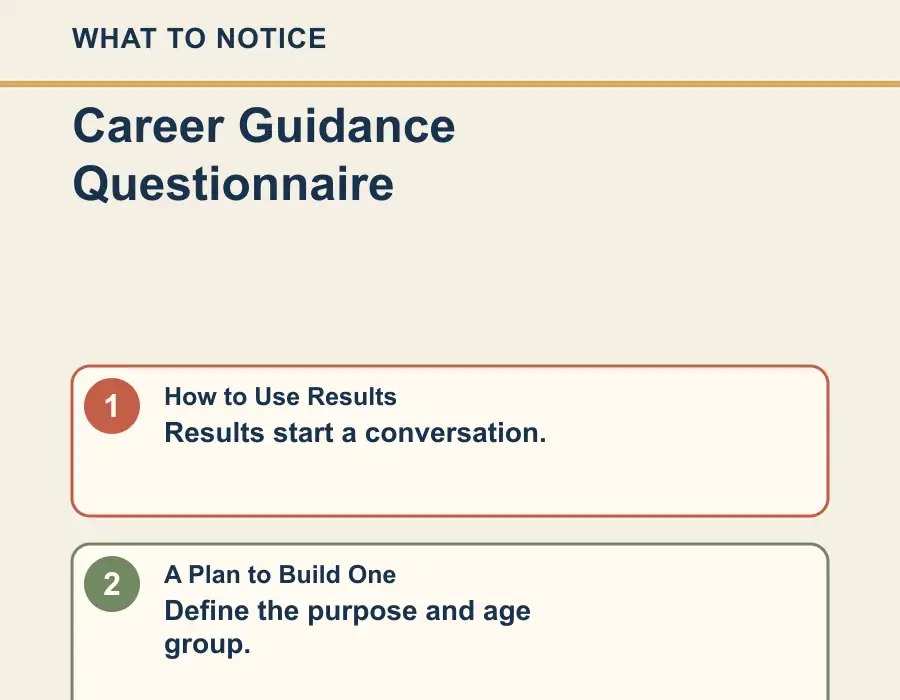 WHAT TO NOTICE
Career Guidance
Questionnaire
1
How to Use Results
Results start a conversation.
2
A Plan to Build One
Define the purpose and age
group.